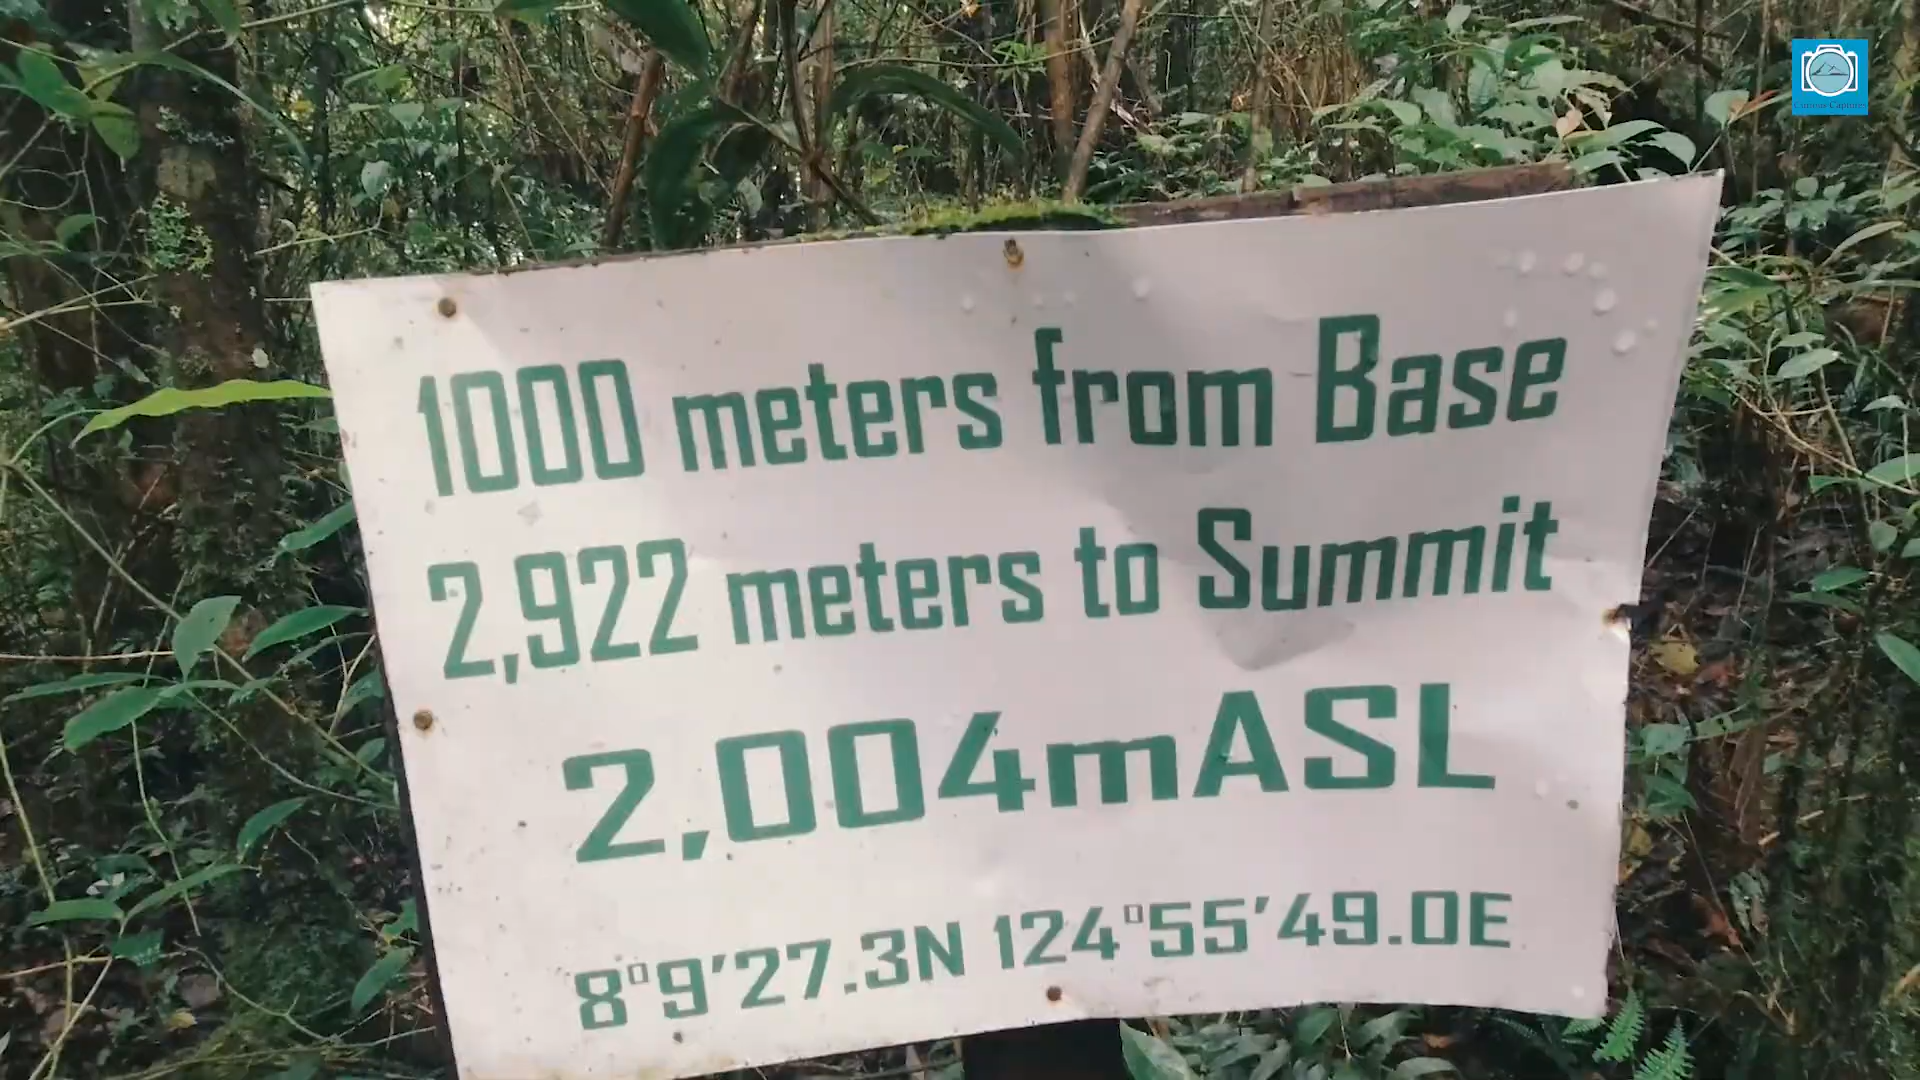 1000 meters from Base
2,922 meters to Summit
2,004mASL
8°9'27.3N 124°55'49.0E